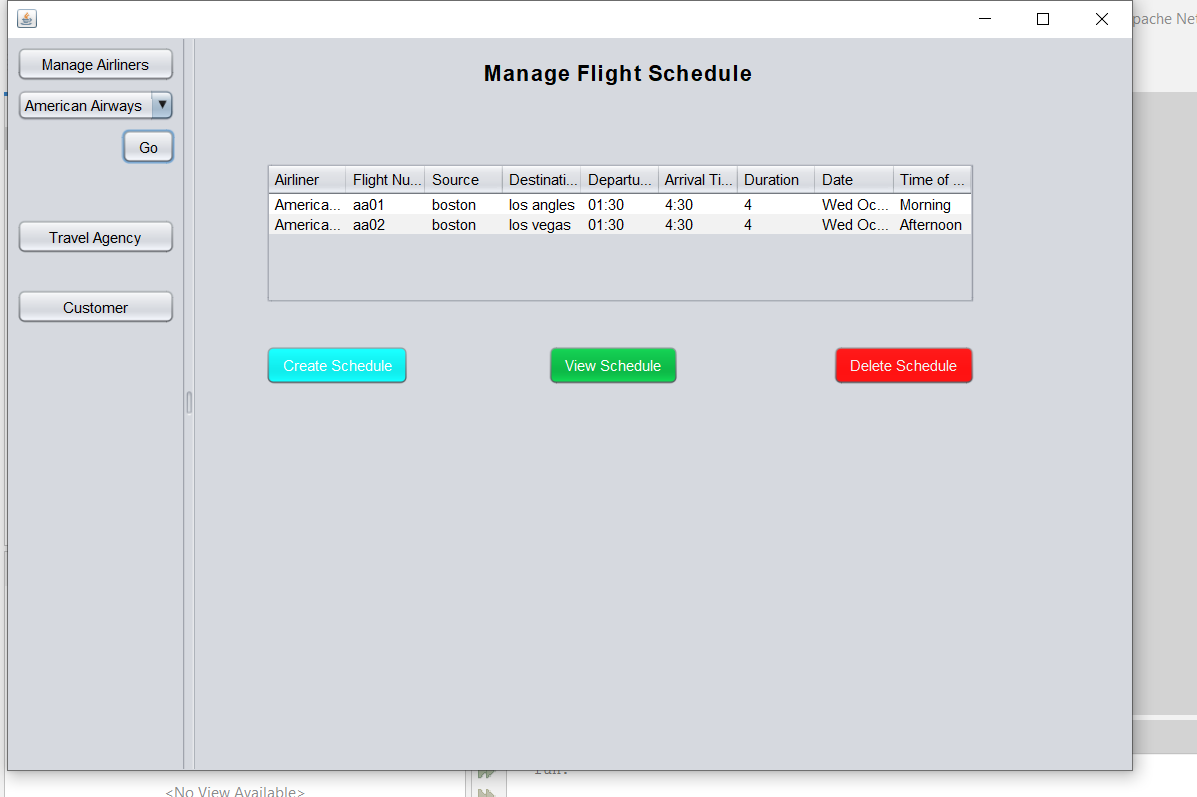 pache Net
Manage Airliners
American Airways
Go
Travel Agency
Customer
Manage Flight Schedule
Airliner Flight Nu... Source Destinati... Departu... Arrival Ti... Duration Date Time of ...
America... aa01 boston los angles 01:30 4:30 4 Wed Oc... Morning
America... aa02 boston los vegas 01:30 4:30 4 Wed Oc... Afternoon
Create Schedule View Schedule Delete Schedule
<No View Available>